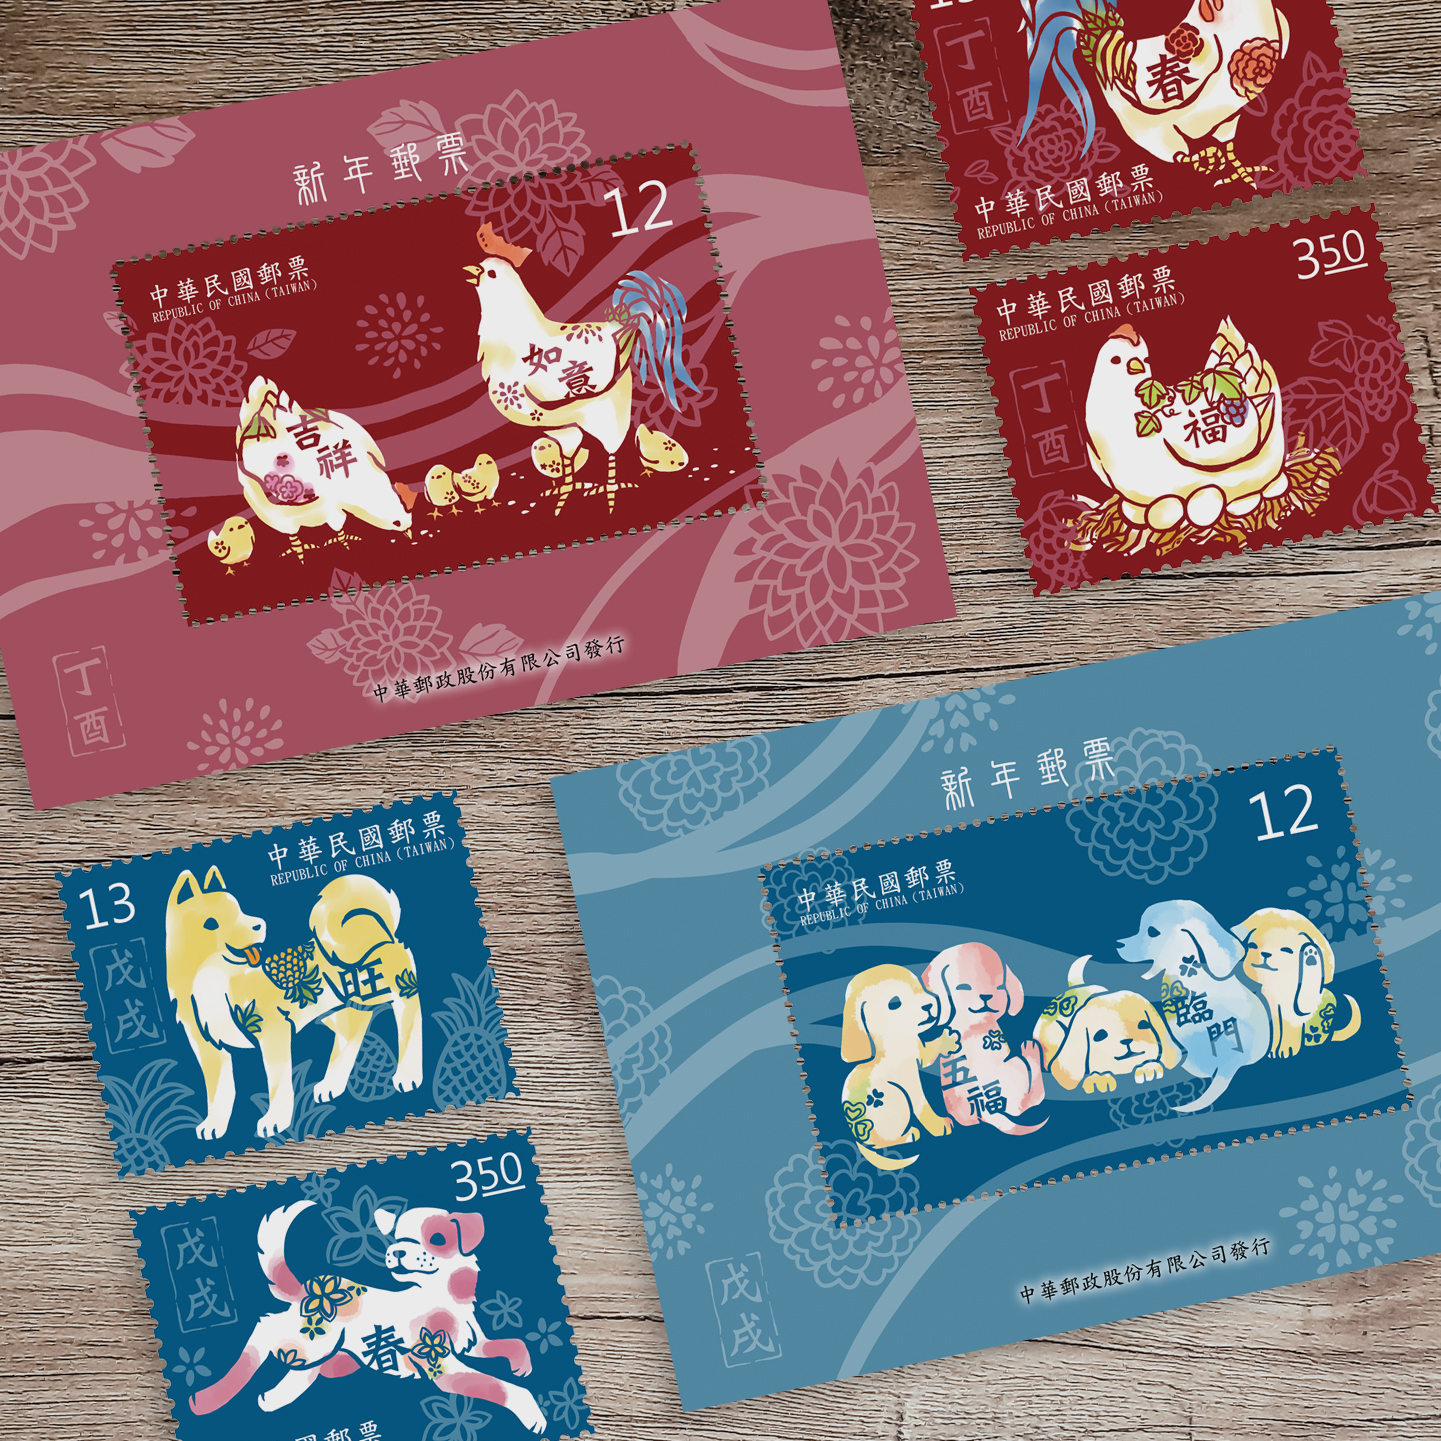 新年郵票
12
中華民國郵票
REPUBLIC OF CHINA (TAIWAN)
吉祥
如意
丁酉
中華郵政股份有限公司發行
丁酉
春
中華民國郵票
REPUBLIC OF CHINA (TAIWAN)
350
中華民國郵票
REPUBLIC OF CHINA (TAIWAN)
丁酉
福
13
中華民國郵票
REPUBLIC OF CHINA (TAIWAN)
戊戌
旺
350
戊戌
春
國郵票
新年郵票
12
中華民國郵票
REPUBLIC OF CHINA (TAIWAN)
五福
臨門
戊戌
中華郵政股份有限公司發行